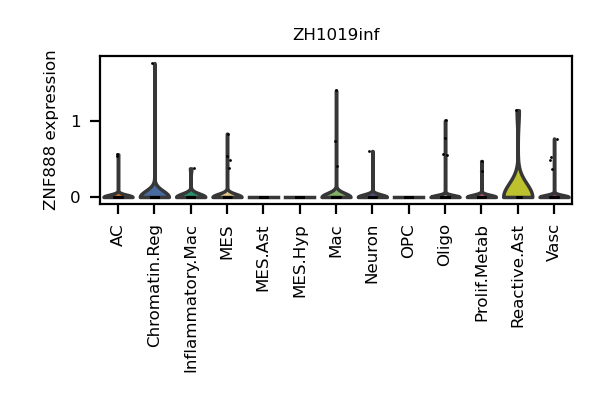 ZH1019inf
ZNF888 expression
1
0
AC
Chromatin.Reg
Inflammatory.Mac
MES
MES.Ast
MES.Hyp
Mac
Neuron
OPC
Oligo
Prolif.Metab
Reactive.Ast
Vasc